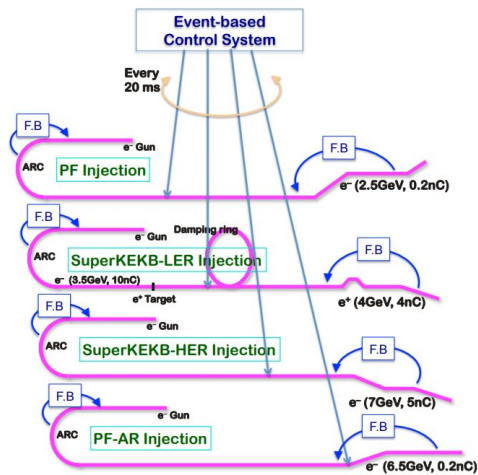 Event-based
Control System
Every
20 ms
F.B
e⁻ Gun
ARC
PF Injection
F.B
e⁻ (2.5GeV, 0.2nC)
F.B
Damping ring
e⁻ Gun
ARC
SuperKEKB-LER Injection
F.B
e⁻ (3.5GeV, 10nC)
e⁺ Target
e⁺ (4GeV, 4nC)
F.B
e⁻ Gun
ARC
SuperKEKB-HER Injection
F.B
e⁻ (7GeV, 5nC)
F.B
e⁻ Gun
ARC
PF-AR Injection
F.B
e⁻ (6.5GeV, 0.2nC)